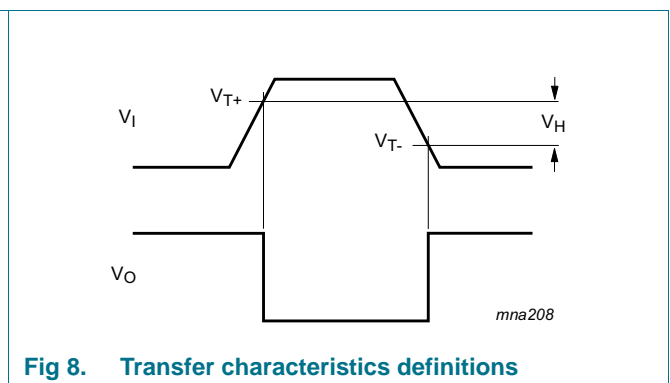 VT+
VI
VH
VT-
VO
mna208
Fig 8. Transfer characteristics definitions